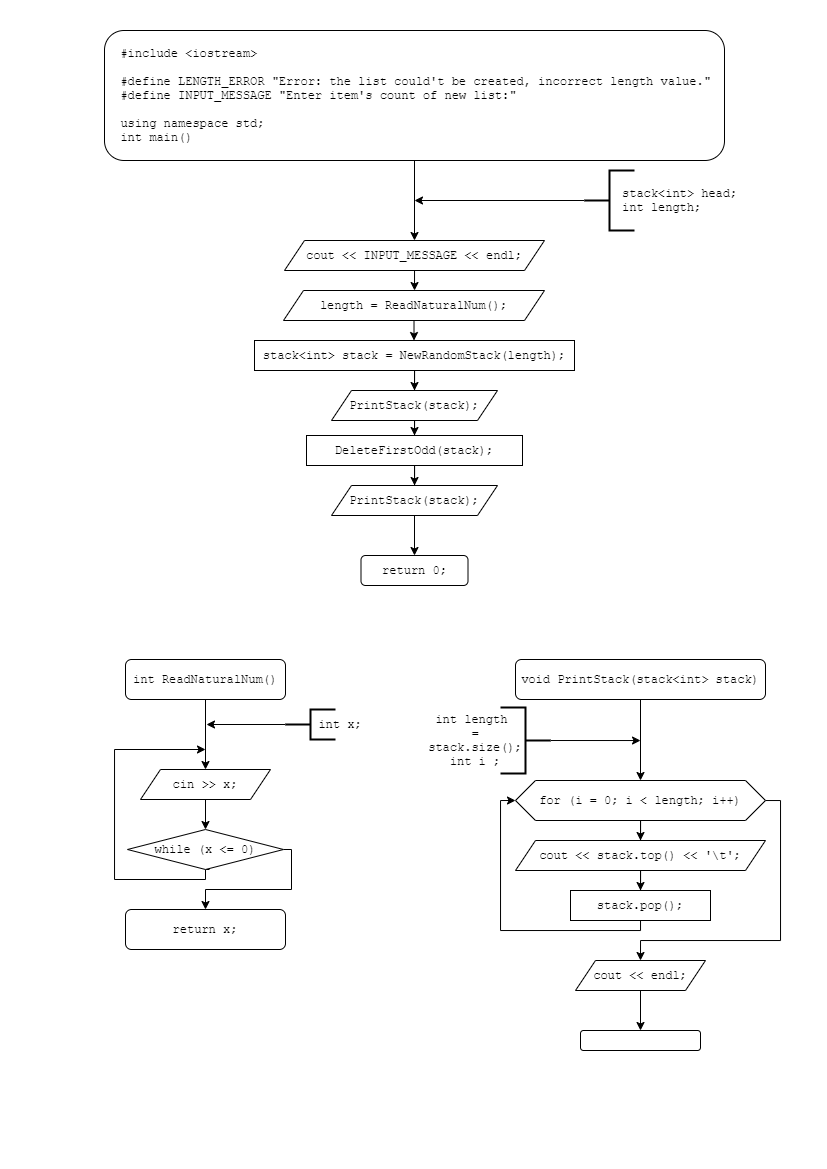 #include <iostream>
#define LENGTH_ERROR "Error: the list could't be created, incorrect length value."
#define INPUT_MESSAGE "Enter item's count of new list:"
using namespace std;
int main()
stack<int> head;
int length;
cout << INPUT_MESSAGE << endl;
length = ReadNaturalNum();
stack<int> stack = NewRandomStack(length);
PrintStack(stack);
DeleteFirstOdd(stack);
PrintStack(stack);
return 0;
int ReadNaturalNum()
int x;
cin >> x;
while (x <= 0)
return x;
void PrintStack(stack<int> stack)
int length
=
stack.size();
int i ;
for (i = 0; i < length; i++)
cout << stack.top() << '\t';
stack.pop();
cout << endl;